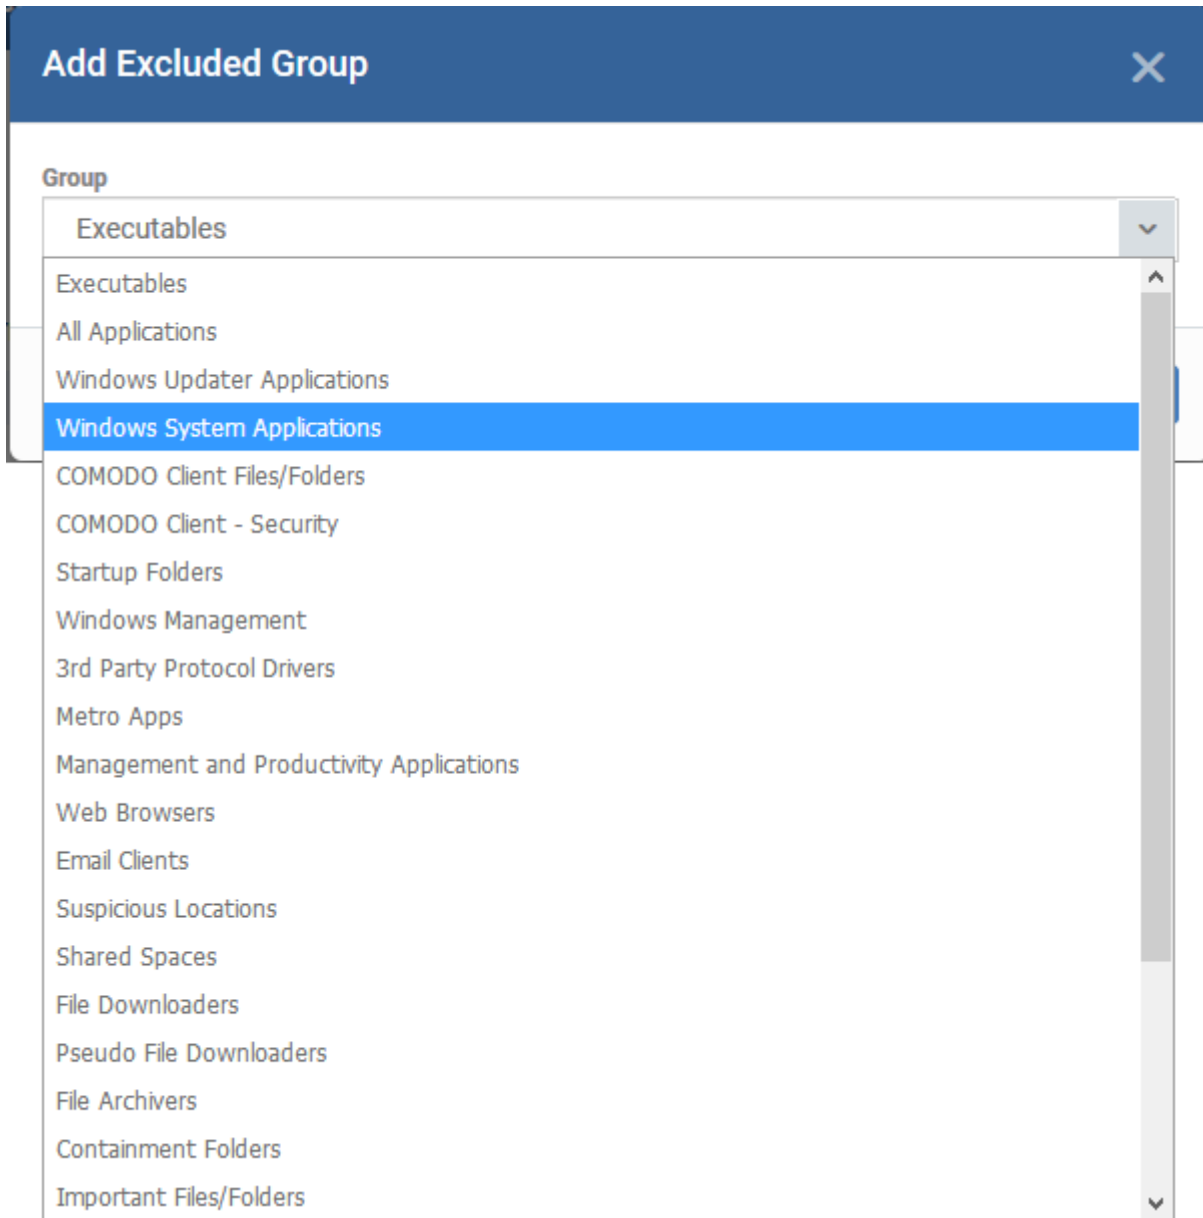 Add Excluded Group
Group
Executables
Executables
All Applications
Windows Updater Applications
Windows System Applications
COMODO Client Files/Folders
COMODO Client - Security
Startup Folders
Windows Management
3rd Party Protocol Drivers
Metro Apps
Management and Productivity Applications
Web Browsers
Email Clients
Suspicious Locations
Shared Spaces
File Downloaders
Pseudo File Downloaders
File Archivers
Containment Folders
Important Files/Folders